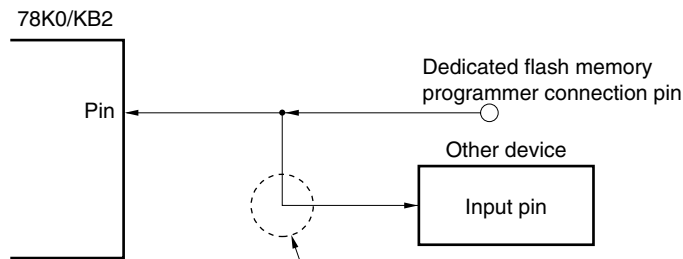 78K0/KB2
Dedicated flash memory
programmer connection pin
Pin
Other device
Input pin